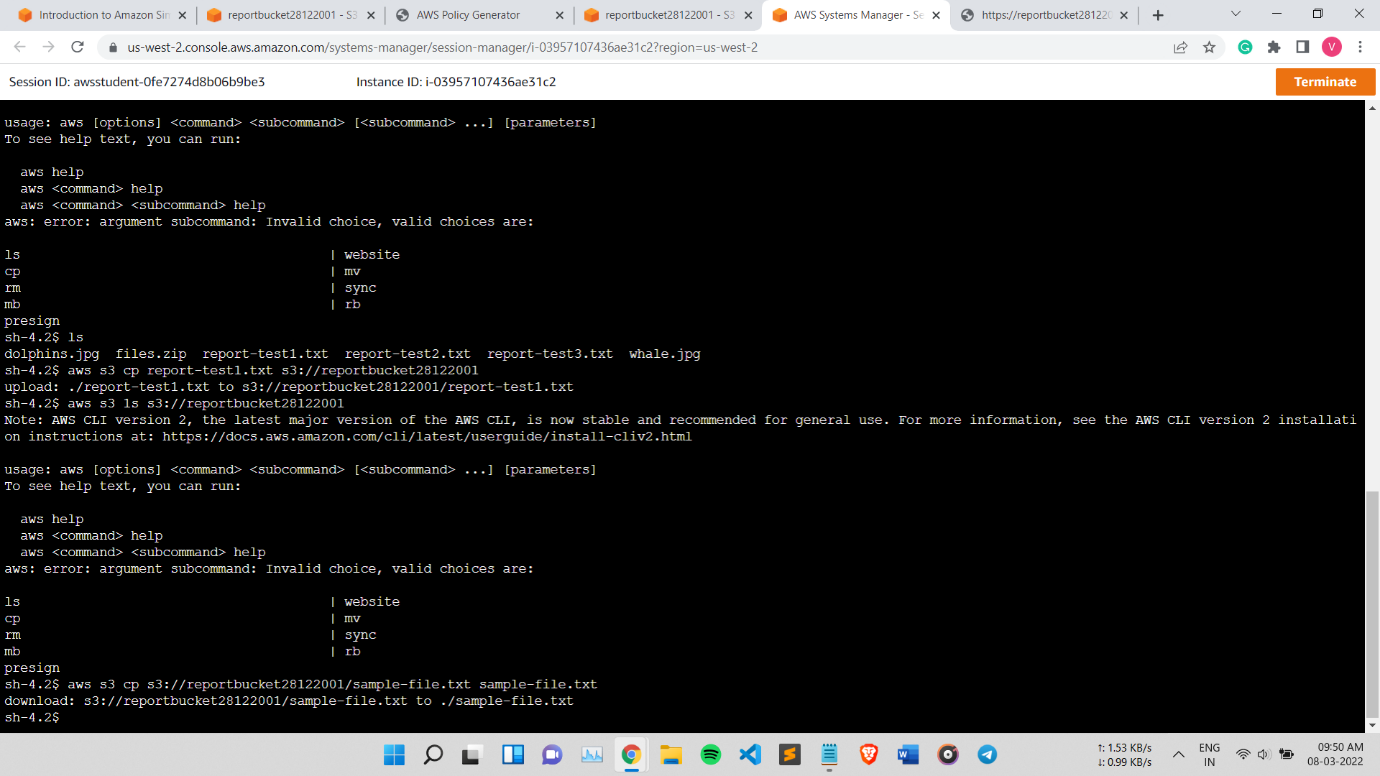 Introduction to Amazon Sim
reportbucket28122001 - S3
AWS Policy Generator
reportbucket28122001 - S3
AWS Systems Manager - Se
https://reportbucket281220
us-west-2.console.aws.amazon.com/systems-manager/session-manager/i-03957107436ae31c2?region=us-west-2
V
Session ID: awsstudent-0fe7274d8b06b9be3
Instance ID: i-03957107436ae31c2
Terminate
usage: aws [options] <command> <subcommand> [<subcommand> ...] [parameters]
To see help text, you can run:
aws help
aws <command> help
aws <command> <subcommand> help
aws: error: argument subcommand: Invalid choice, valid choices are:
ls | website
cp | mv
rm | sync
mb | rb
presign
sh-4.2$ ls
dolphins.jpg files.zip report-test1.txt report-test2.txt report-test3.txt whale.jpg
sh-4.2$ aws s3 cp report-test1.txt s3://reportbucket28122001
upload: ./report-test1.txt to s3://reportbucket28122001/report-test1.txt
sh-4.2$ aws s3 ls s3://reportbucket28122001
Note: AWS CLI version 2, the latest major version of the AWS CLI, is now stable and recommended for general use. For more information, see the AWS CLI version 2 installati
on instructions at: https://docs.aws.amazon.com/cli/latest/userguide/install-cliv2.html
usage: aws [options] <command> <subcommand> [<subcommand> ...] [parameters]
To see help text, you can run:
aws help
aws <command> help
aws <command> <subcommand> help
aws: error: argument subcommand: Invalid choice, valid choices are:
ls | website
cp | mv
rm | sync
mb | rb
presign
sh-4.2$ aws s3 cp s3://reportbucket28122001/sample-file.txt sample-file.txt
download: s3://reportbucket28122001/sample-file.txt to ./sample-file.txt
sh-4.2$
↑: 1.53 KB/s
↓: 0.99 KB/s
ENG
IN
09:50 AM
08-03-2022